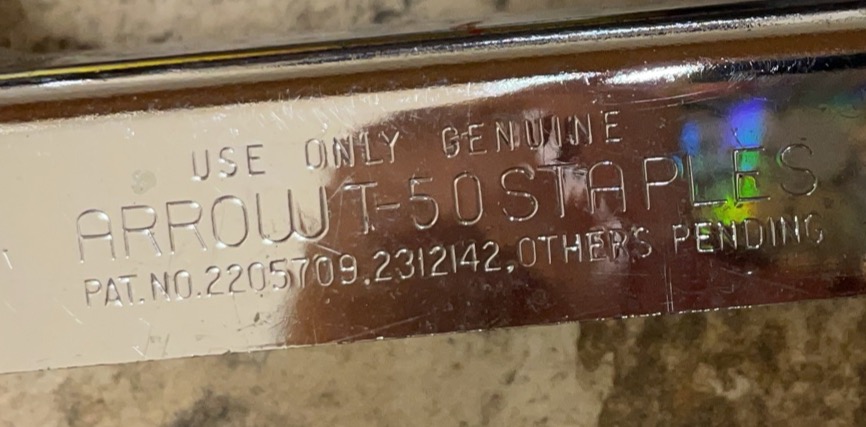 USE ONLY GENUINE
ARROW T-50 STAPLES
PAT.NO.2205709.2312142,OTHERS PENDING